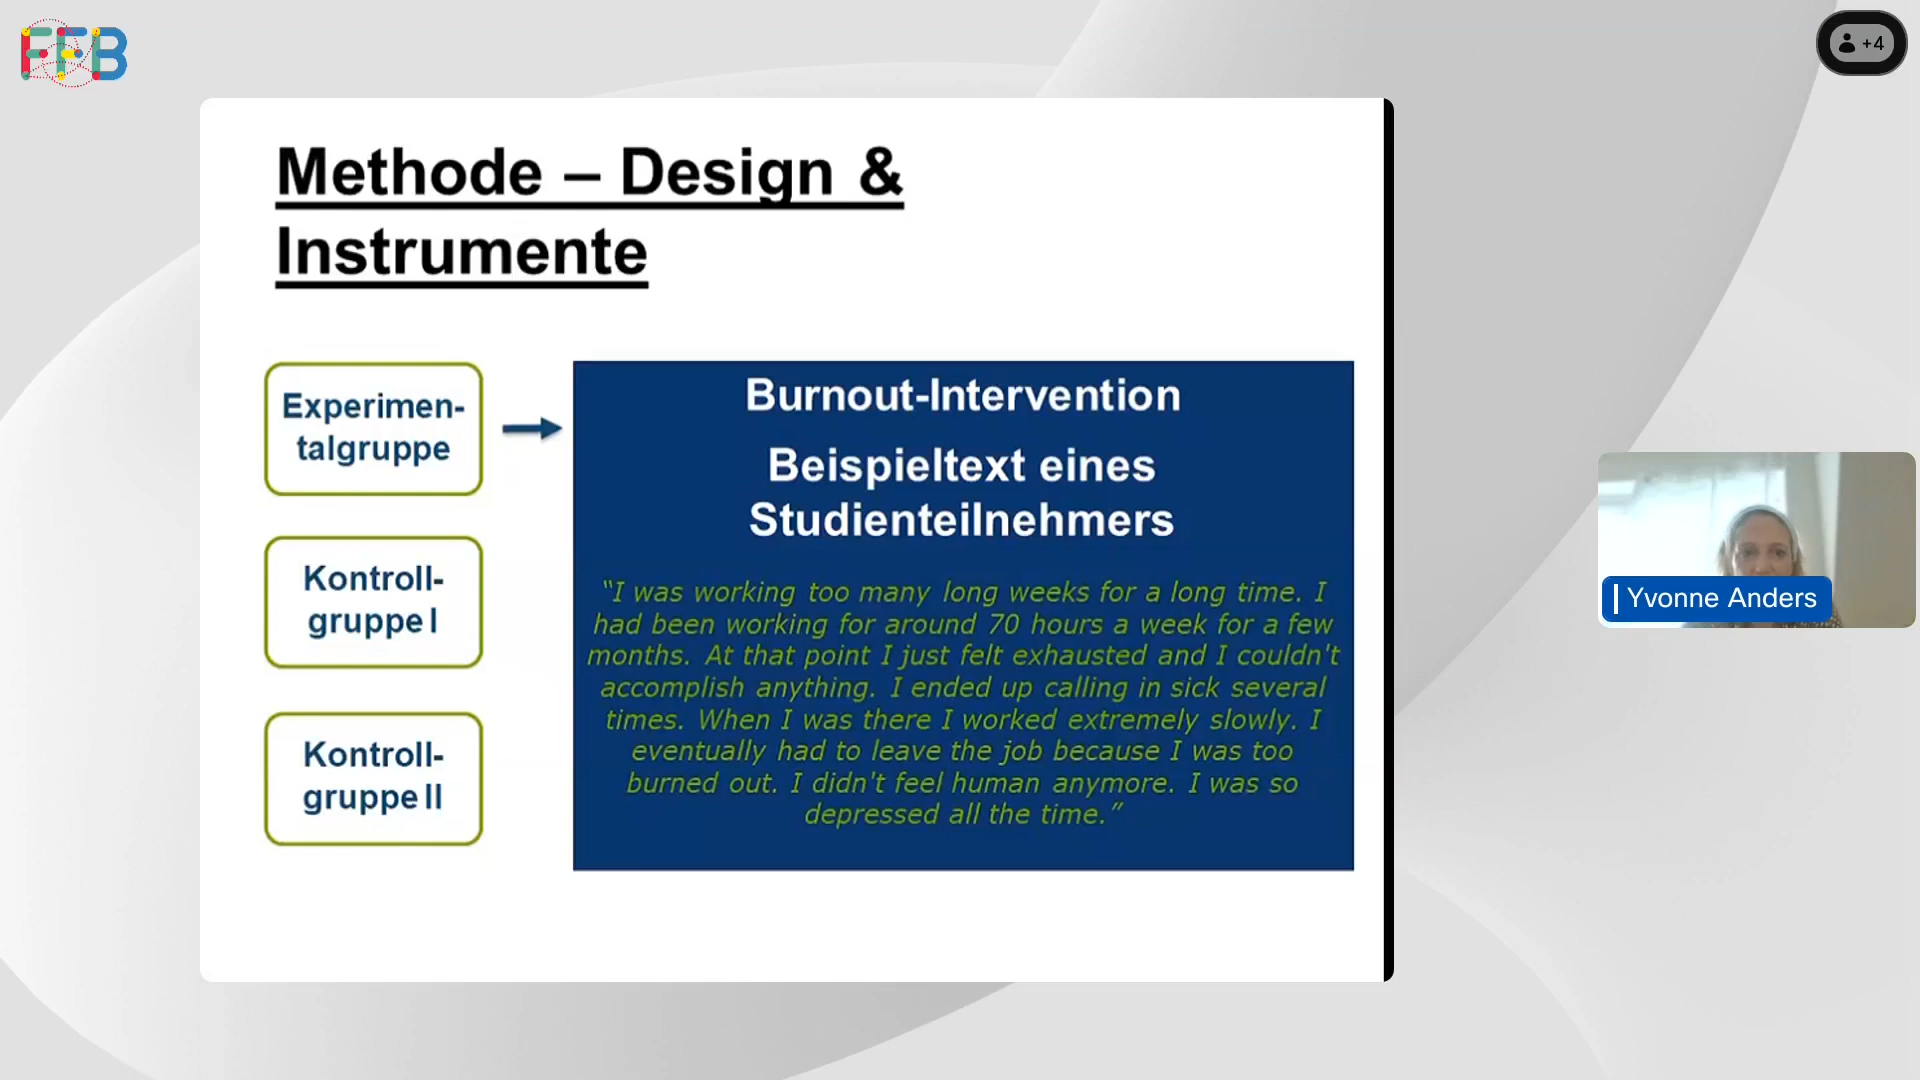 FFB
+4
Methode – Design &
Instrumente
Experimen-
talgruppe
Kontroll-
gruppe I
Kontroll-
gruppe II
Burnout-Intervention
Beispieltext eines
Studienteilnehmers
“I was working too many long weeks for a long time. I
had been working for around 70 hours a week for a few
months. At that point I just felt exhausted and I couldn't
accomplish anything. I ended up calling in sick several
times. When I was there I worked extremely slowly. I
eventually had to leave the job because I was too
burned out. I didn't feel human anymore. I was so
depressed all the time.”
Yvonne Anders